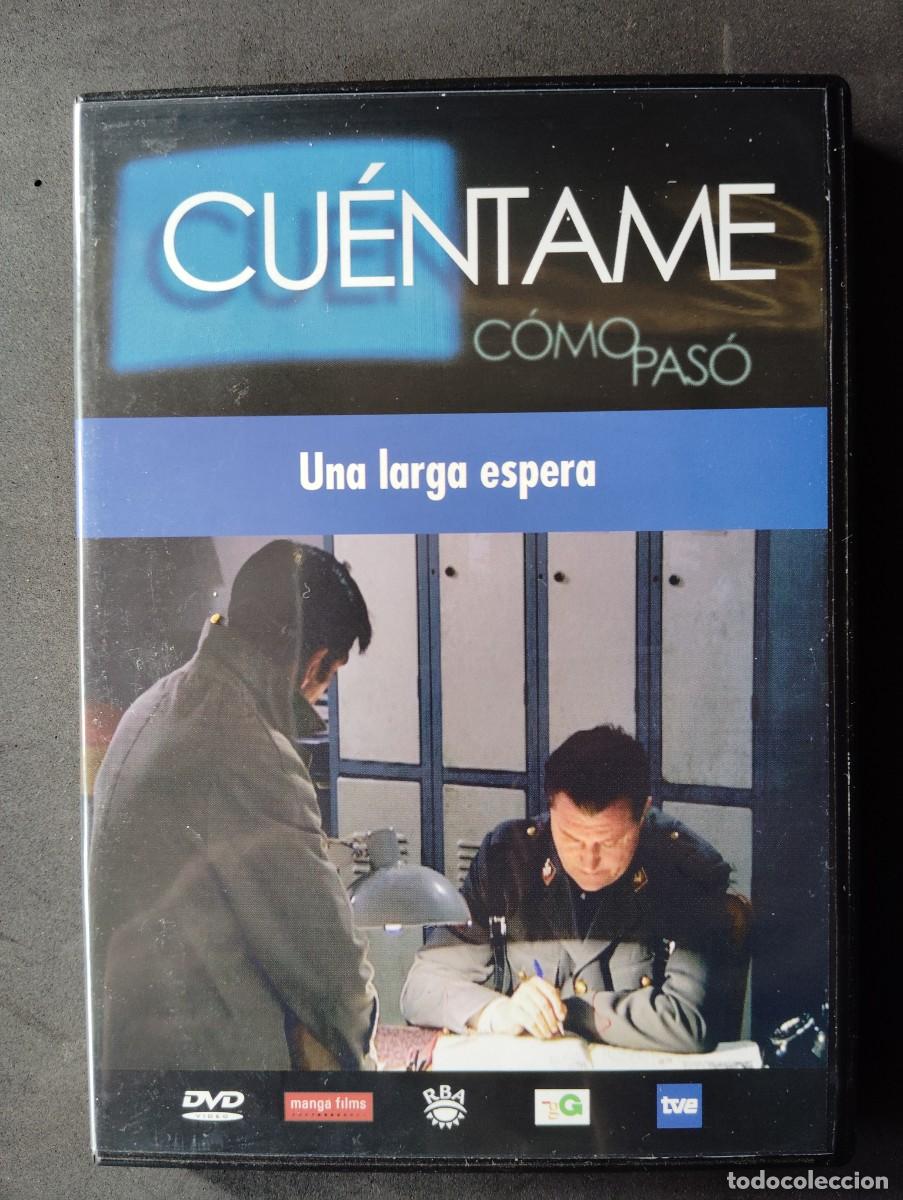 CUÉNTAME
CÓMO PASÓ
Una larga espera
DVD
VIDEO
manga films
RBA
G
tve
todocoleccion